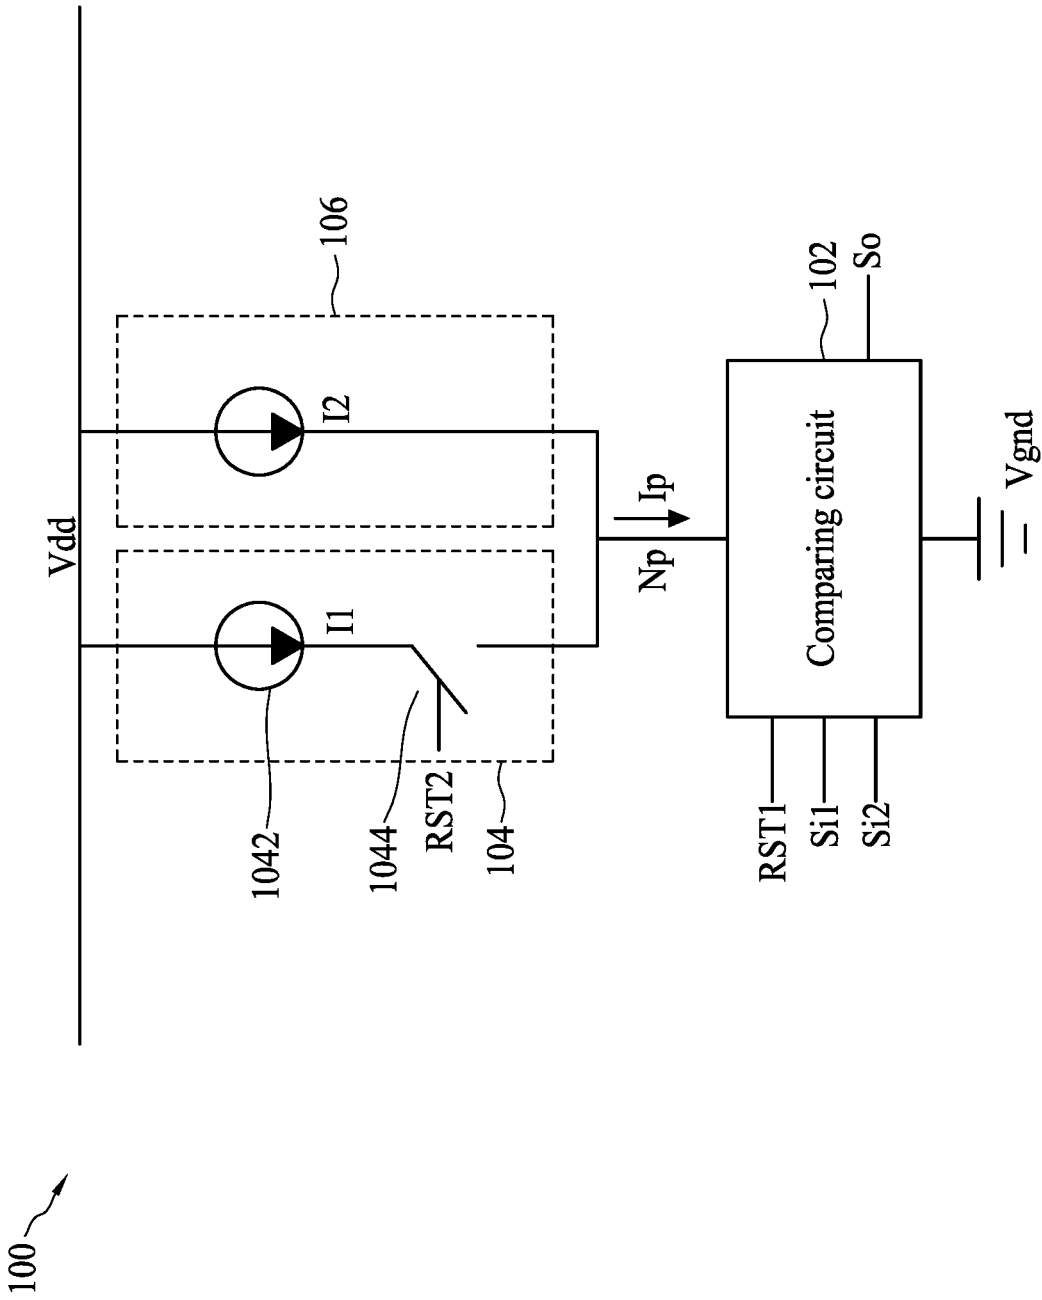 100
Vdd
106
I2
I1
1042
1044
RST2
104
Np
Ip
102
So
Comparing circuit
RST1
Si1
Si2
Vgnd